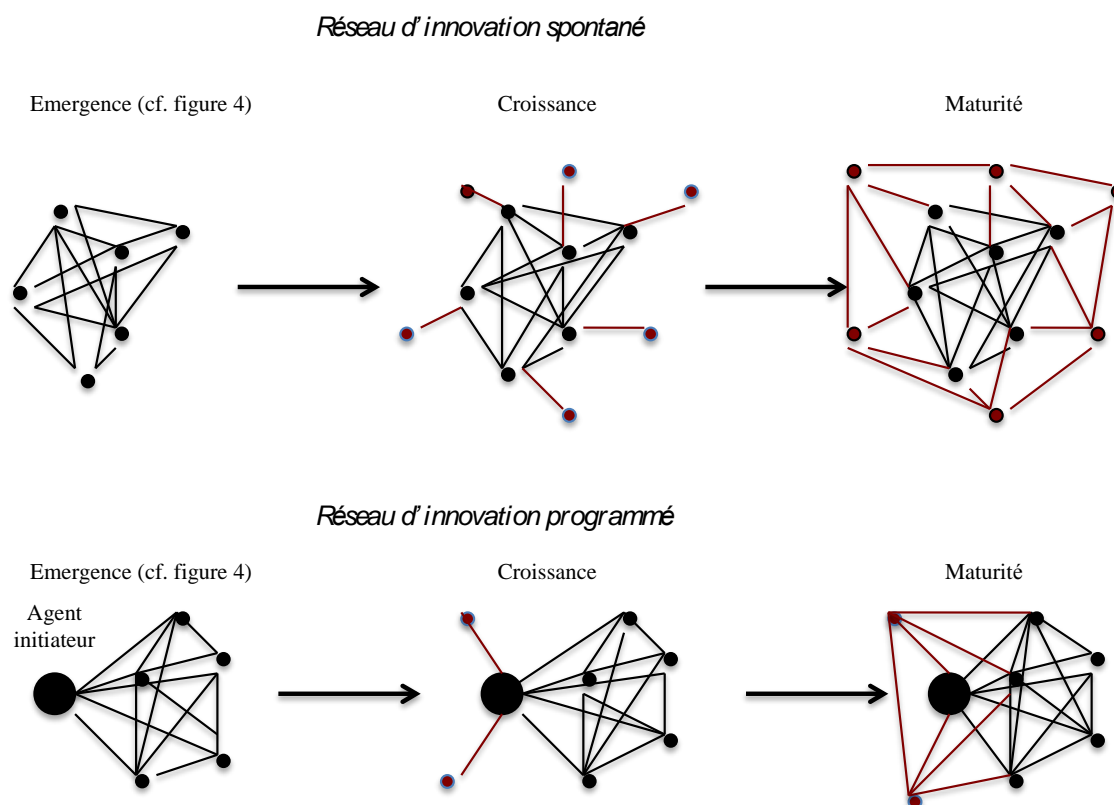 Réseau d’innovation spontané
Emergence (cf. figure 4)
Croissance
Maturité
Réseau d’innovation programmé
Emergence (cf. figure 4)
Croissance
Maturité
Agent
initiateur